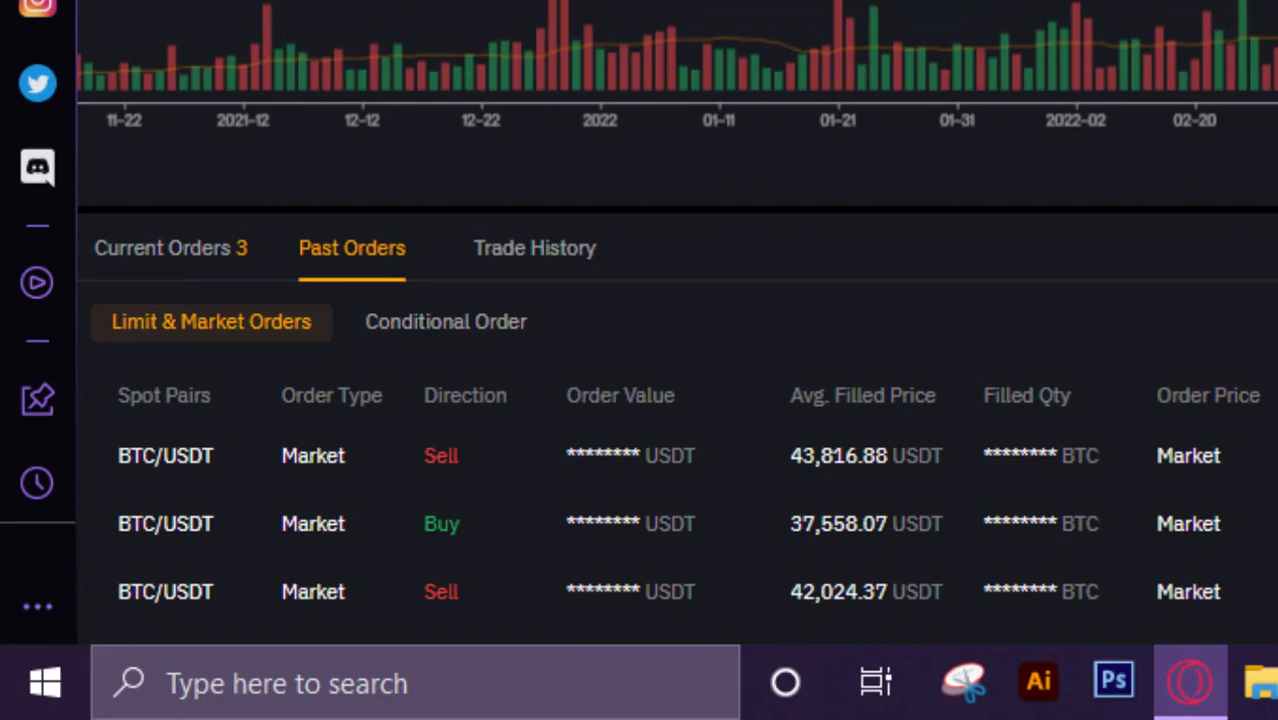 11-22 2021-12 12-12 12-22 2022 01-11 01-21 01-31 2022-02 02-20
Current Orders 3 Past Orders Trade History
Limit & Market Orders Conditional Order
Spot Pairs Order Type Direction Order Value Avg. Filled Price Filled Qty Order Price
BTC/USDT Market Sell ******** USDT 43,816.88 USDT ******** BTC Market
BTC/USDT Market Buy ******** USDT 37,558.07 USDT ******** BTC Market
BTC/USDT Market Sell ******** USDT 42,024.37 USDT ******** BTC Market
Type here to search Ai Ps